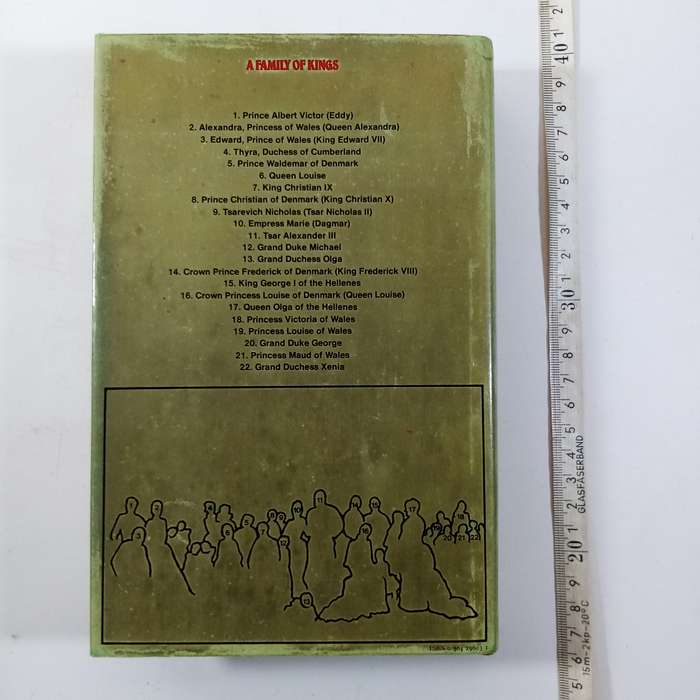 A FAMILY OF KINGS
1. Prince Albert Victor (Eddy)
2. Alexandra, Princess of Wales (Queen Alexandra)
3. Edward, Prince of Wales (King Edward VII)
4. Thyra, Duchess of Cumberland
5. Prince Waldemar of Denmark
6. Queen Louise
7. King Christian IX
8. Prince Christian of Denmark (King Christian X)
9. Tsarevich Nicholas (Tsar Nicholas II)
10. Empress Marie (Dagmar)
11. Tsar Alexander III
12. Grand Duke Michael
13. Grand Duchess Olga
14. Crown Prince Frederick of Denmark (King Frederick VIII)
15. King George I of the Hellenes
16. Crown Princess Louise of Denmark (Queen Louise)
17. Queen Olga of the Hellenes
18. Princess Victoria of Wales
19. Princess Louise of Wales
20. Grand Duke George
21. Princess Maud of Wales
22. Grand Duchess Xenia
GLASFASERBAND
15m-2kp-20°C